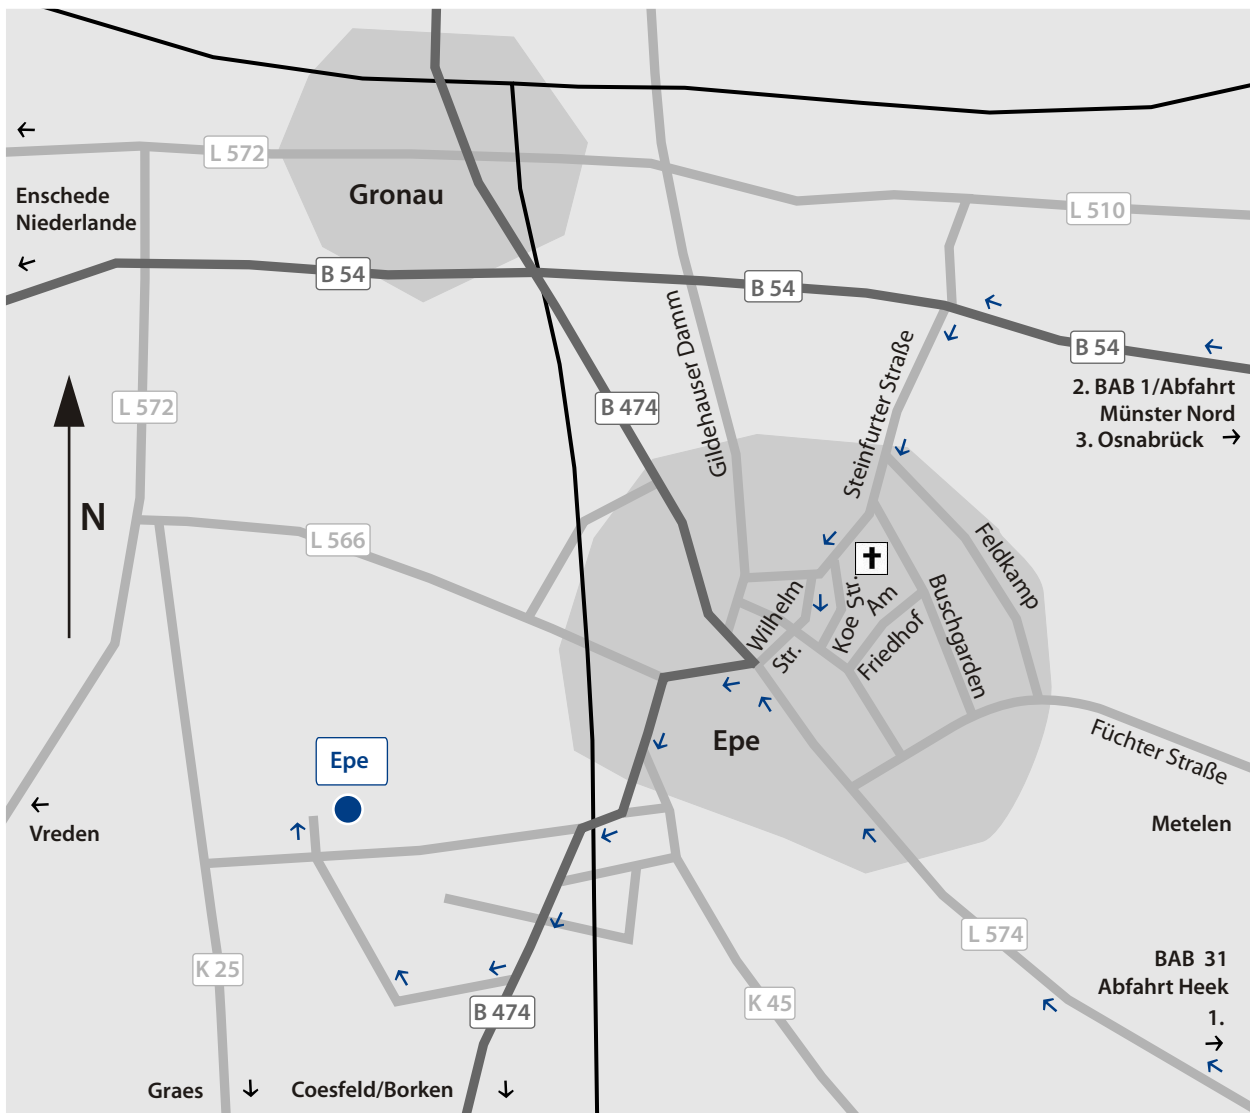 L 572
Gronau
Enschede
Niederlande
L 510
B 54
B 54
B 54
2. BAB 1/Abfahrt
Münster Nord
3. Osnabrück
Gildehauser Damm
Steinfurter Straße
L 572
B 474
N
L 566
Feldkamp
Buschgarden
Wilhelm
Str.
Koe Str.
Am
Friedhof
Epe
Füchter Straße
Epe
Vreden
Metelen
L 574
K 25
BAB 31
Abfahrt Heek
1.
B 474
K 45
Graes
Coesfeld/Borken